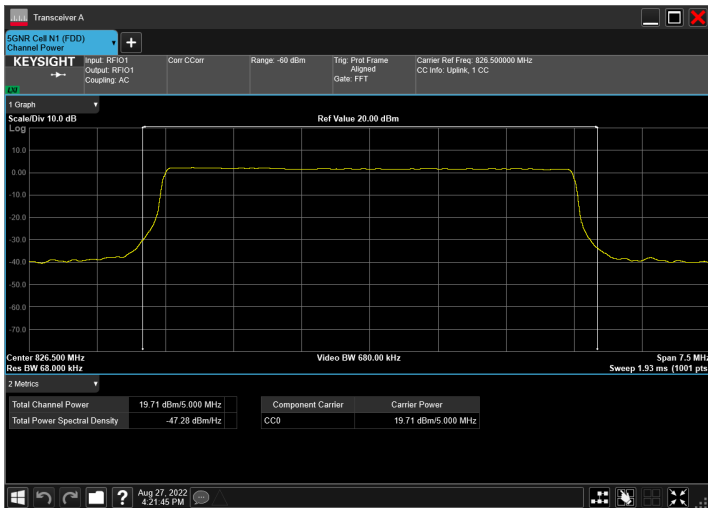 Transceiver A
5GNR Cell N1 (FDD)
Channel Power
KEYSIGHT
LXI
Input: RFIO1
Output: RFIO1
Coupling: AC
Corr CCorr
Range: -60 dBm
Trig: Prot Frame
Aligned
Gate: FFT
Carrier Ref Freq: 826.500000 MHz
CC Info: Uplink, 1 CC
1 Graph
Scale/Div 10.0 dB
Ref Value 20.00 dBm
Log
10.0
0.00
-10.0
-20.0
-30.0
-40.0
-50.0
-60.0
-70.0
Center 826.500 MHz
Video BW 680.00 kHz
Span 7.5 MHz
Res BW 68.000 kHz
Sweep 1.93 ms (1001 pts
2 Metrics
Total Channel Power 19.71 dBm/5.000 MHz
Total Power Spectral Density -47.28 dBm/Hz
Component Carrier Carrier Power
CC0 19.71 dBm/5.000 MHz
?
Aug 27, 2022
4:21:45 PM